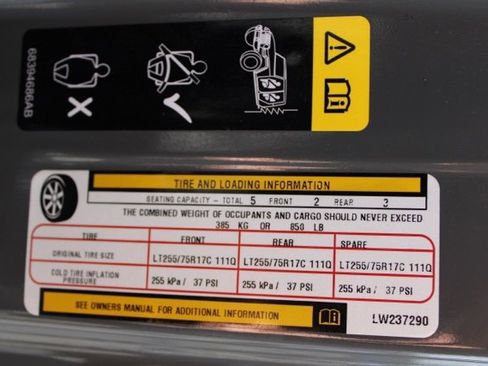 68394686AB
TIRE AND LOADING INFORMATION
SEATING CAPACITY - TOTAL 5 FRONT 2 REAR 3
THE COMBINED WEIGHT OF OCCUPANTS AND CARGO SHOULD NEVER EXCEED
385 KG OR 850 LB
TIRE FRONT REAR SPARE
ORIGINAL TIRE SIZE LT255/75R17C 111Q LT255/75R17C 111Q LT255/75R17C 111Q
COLD TIRE INFLATION
PRESSURE 255 kPa / 37 PSI 255 kPa / 37 PSI 255 kPa / 37 PSI
SEE OWNERS MANUAL FOR ADDITIONAL INFORMATION
LW237290